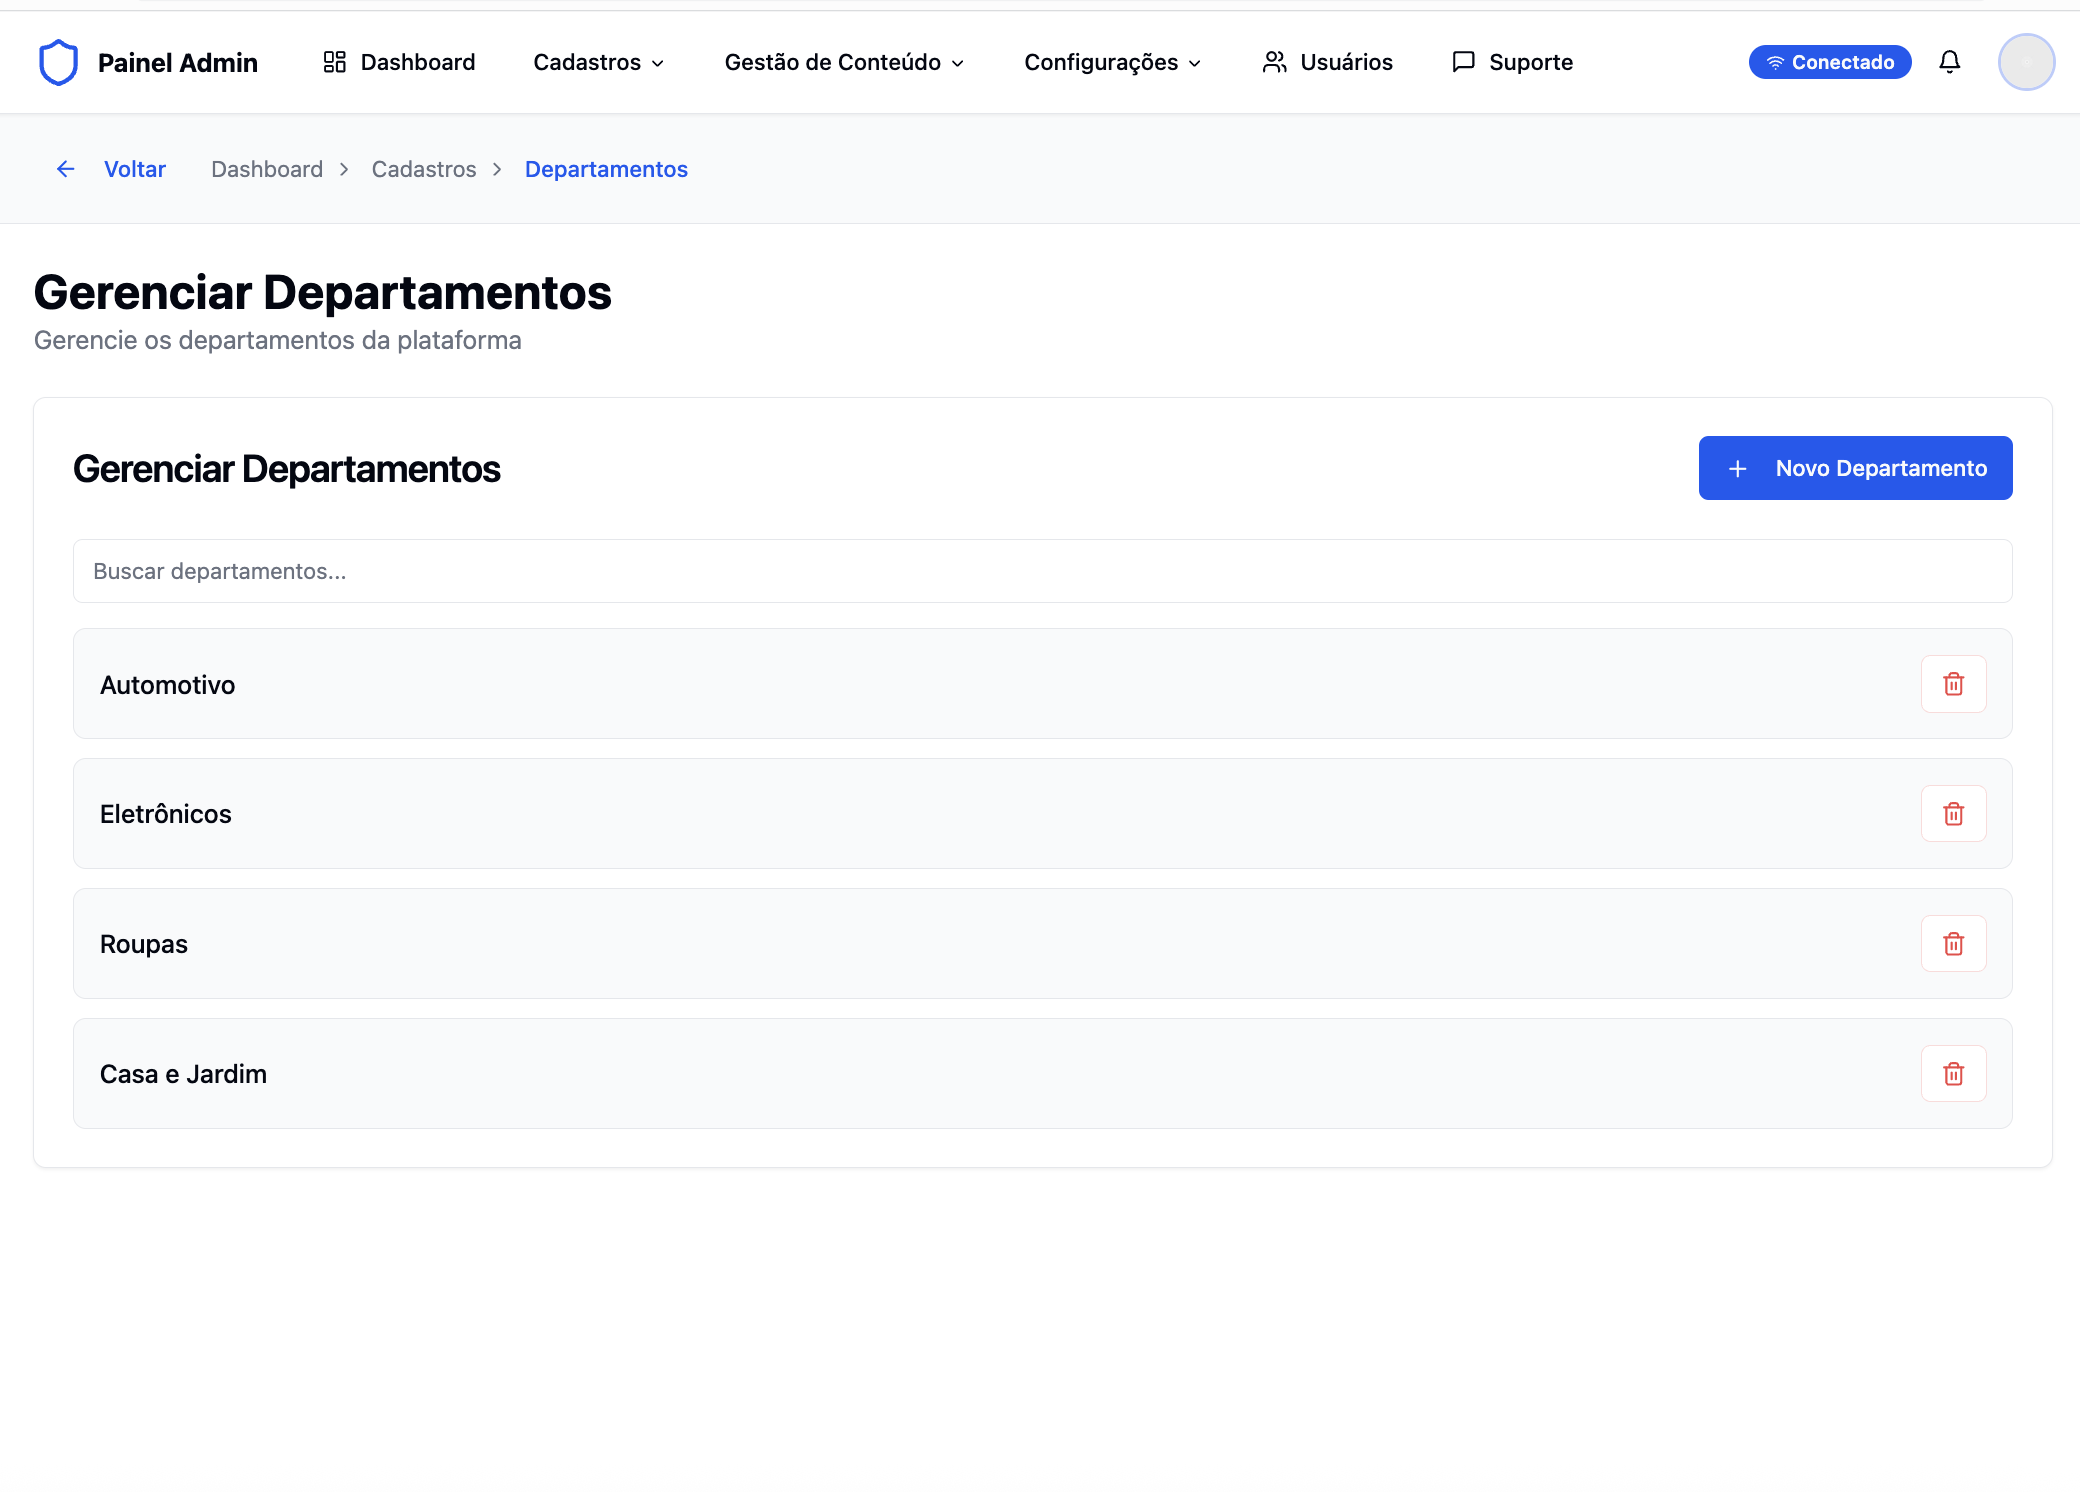 Painel Admin Dashboard Cadastros Gestão de Conteúdo Configurações Usuários Suporte Conectado
Voltar Dashboard > Cadastros > Departamentos
Gerenciar Departamentos
Gerencie os departamentos da plataforma
Gerenciar Departamentos + Novo Departamento
Buscar departamentos...
Automotivo
Eletrônicos
Roupas
Casa e Jardim